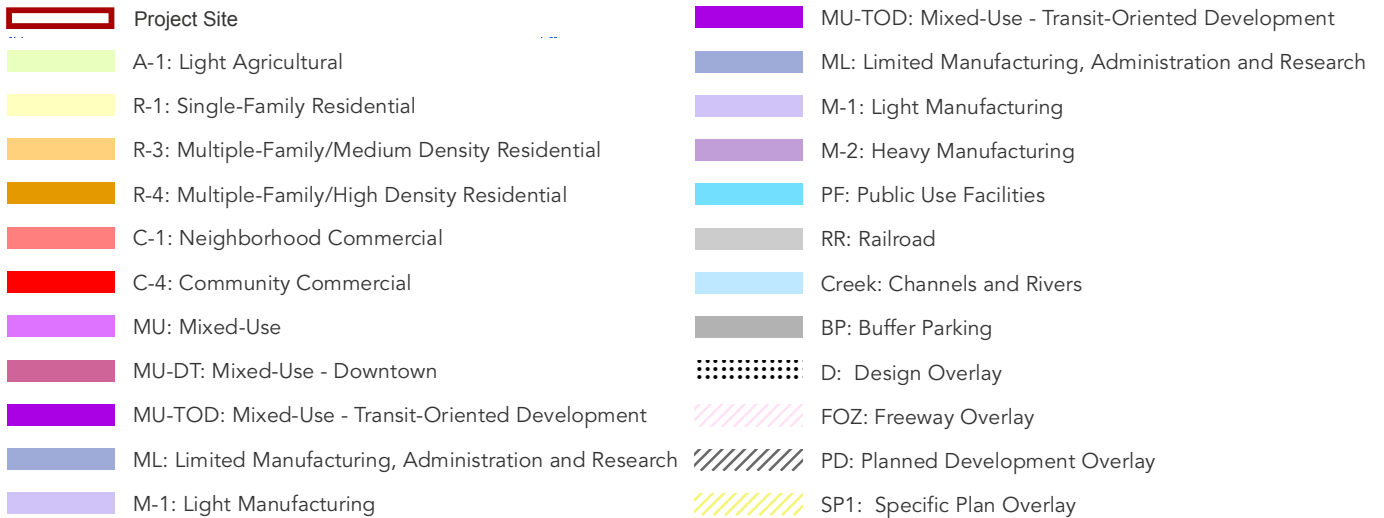 Project Site
A-1: Light Agricultural
R-1: Single-Family Residential
R-3: Multiple-Family/Medium Density Residential
R-4: Multiple-Family/High Density Residential
C-1: Neighborhood Commercial
C-4: Community Commercial
MU: Mixed-Use
MU-DT: Mixed-Use - Downtown
MU-TOD: Mixed-Use - Transit-Oriented Development
ML: Limited Manufacturing, Administration and Research
M-1: Light Manufacturing
MU-TOD: Mixed-Use - Transit-Oriented Development
ML: Limited Manufacturing, Administration and Research
M-1: Light Manufacturing
M-2: Heavy Manufacturing
PF: Public Use Facilities
RR: Railroad
Creek: Channels and Rivers
BP: Buffer Parking
D: Design Overlay
FOZ: Freeway Overlay
PD: Planned Development Overlay
SP1: Specific Plan Overlay